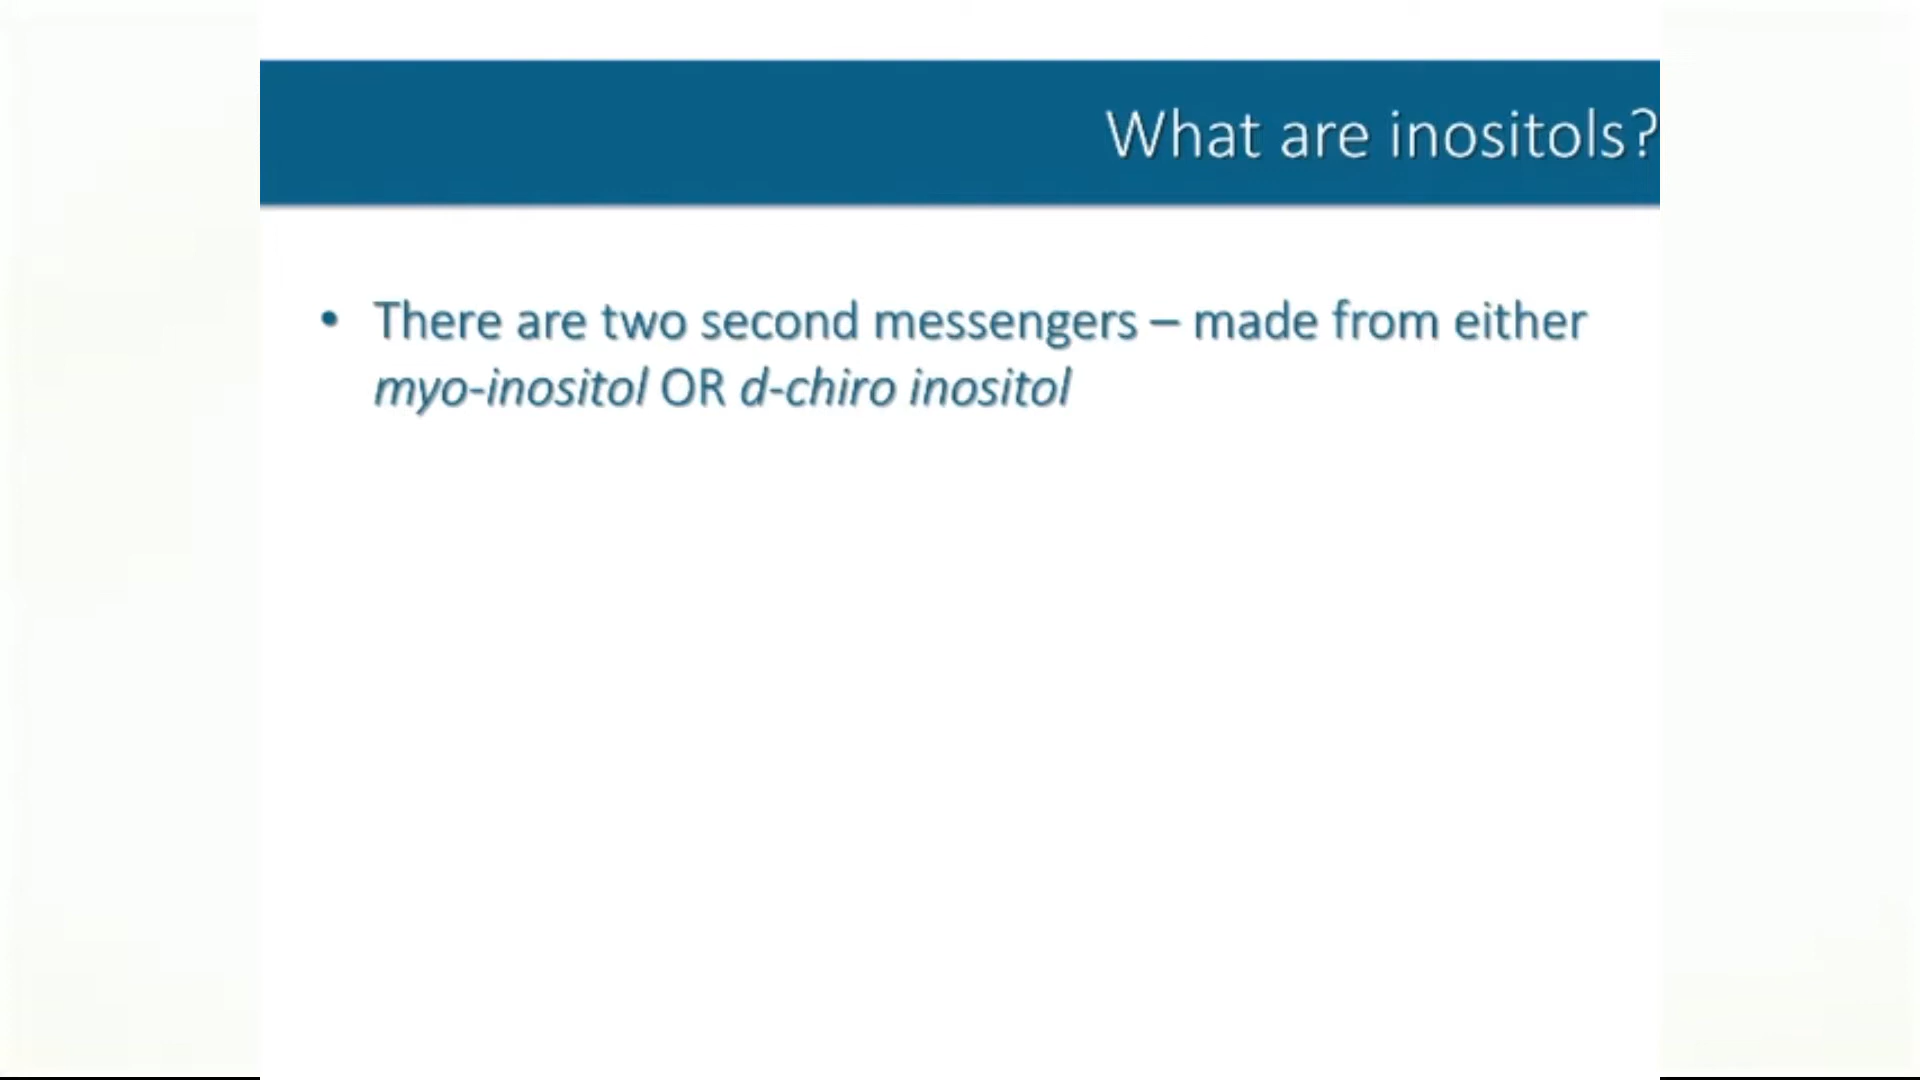 What are inositols?
• There are two second messengers – made from either
myo-inositol OR d-chiro inositol